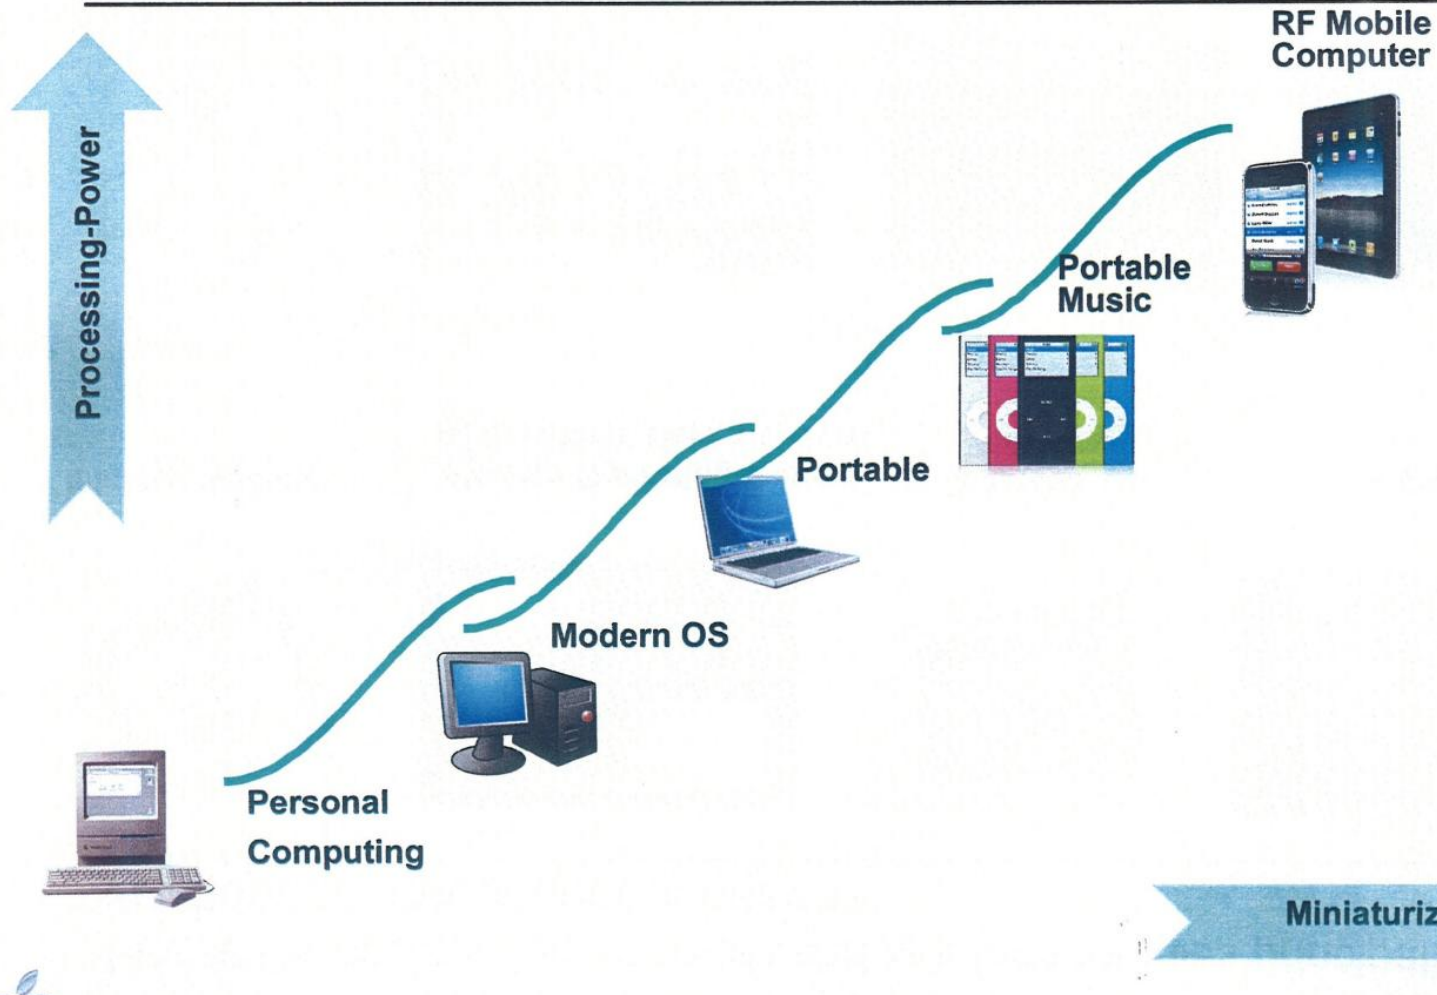 RF Mobile
Computer
Processing-Power
Portable
Music
Portable
Modern OS
Personal
Computing
Miniaturiz